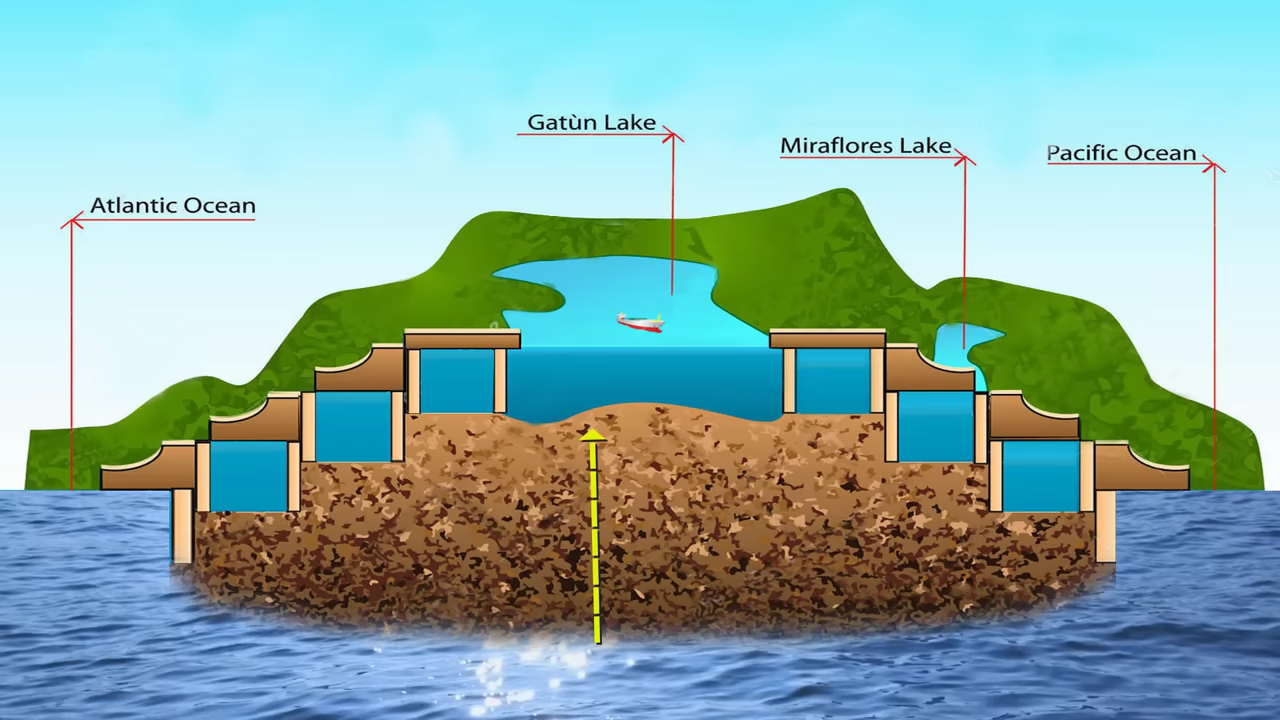 Gatùn Lake
Miraflores Lake
Pacific Ocean
Atlantic Ocean